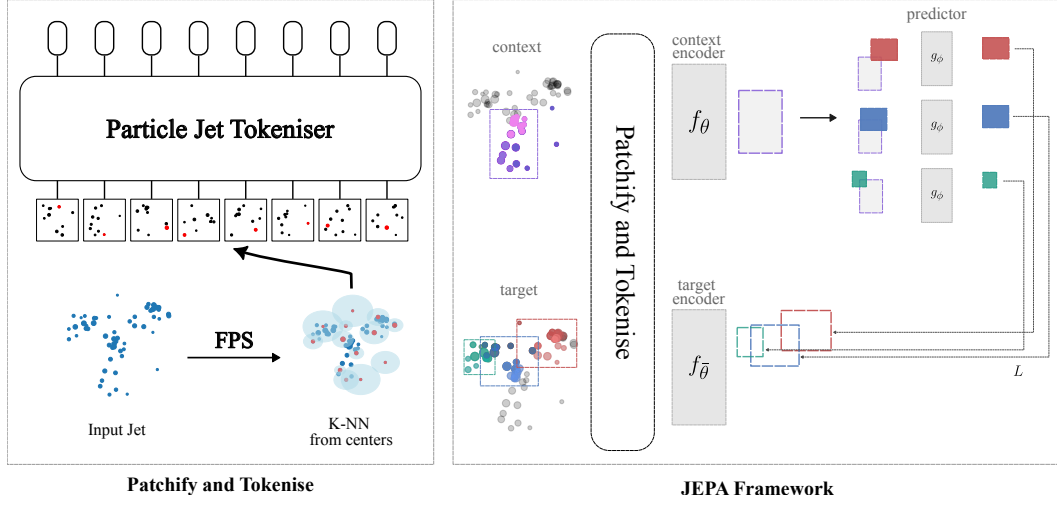 Particle Jet Tokeniser
FPS
Input Jet
K-NN
from centers
Patchify and Tokenise
context
target
Patchify and Tokenise
context
encoder
fθ
target
encoder
fθ̄
predictor
gϕ
gϕ
gϕ
L
JEPA Framework